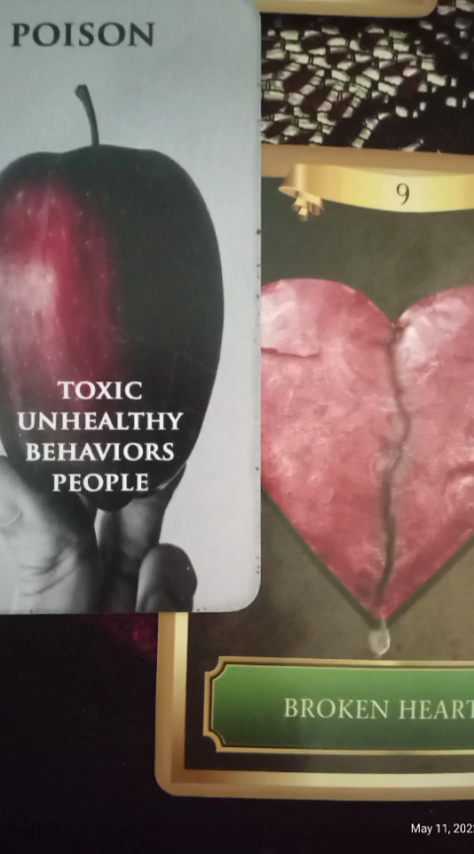 POISON
TOXIC
UNHEALTHY
BEHAVIORS
PEOPLE
9
BROKEN HEART
May 11, 202